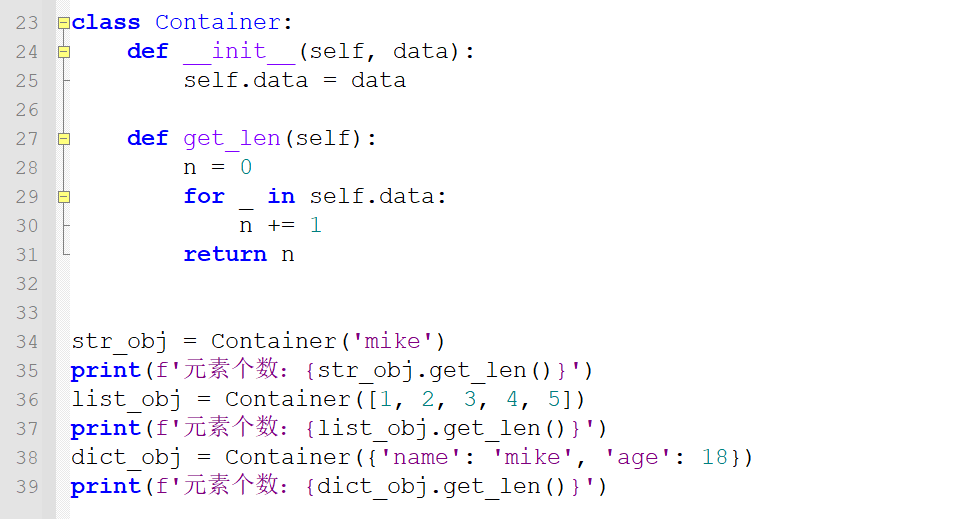 23 class Container:
24     def __init__(self, data):
25         self.data = data
26
27     def get_len(self):
28         n = 0
29         for _ in self.data:
30             n += 1
31         return n
32
33
34 str_obj = Container('mike')
35 print(f'元素个数：{str_obj.get_len()}')
36 list_obj = Container([1, 2, 3, 4, 5])
37 print(f'元素个数：{list_obj.get_len()}')
38 dict_obj = Container({'name': 'mike', 'age': 18})
39 print(f'元素个数：{dict_obj.get_len()}')